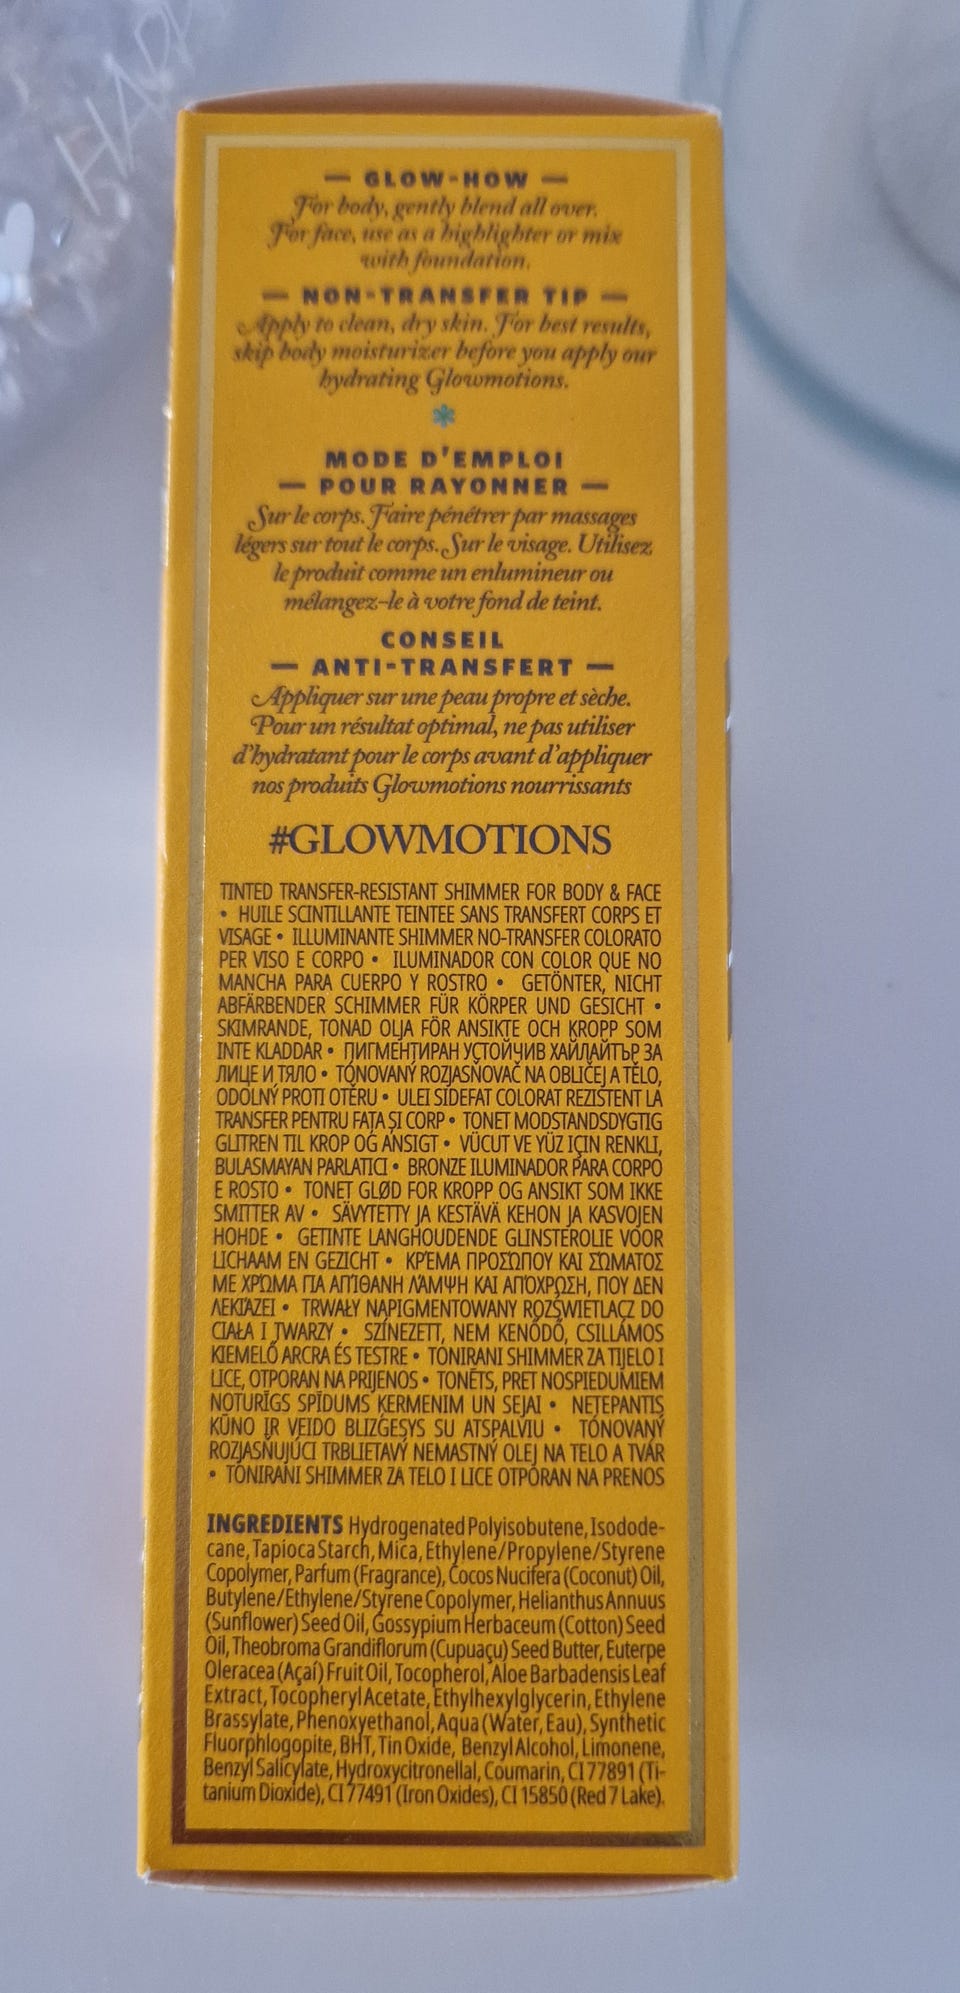 HAPP
— GLOW-HOW —
For body, gently blend all over.
For face, use as a highlighter or mix
with foundation.
— NON-TRANSFER TIP —
Apply to clean, dry skin. For best results,
skip body moisturizer before you apply our
hydrating Glowmotions.
MODE D'EMPLOI
— POUR RAYONNER —
Sur le corps. Faire pénétrer par massages
légers sur tout le corps. Sur le visage. Utilisez
le produit comme un enlumineur ou
mélangez-le à votre fond de teint.
CONSEIL
— ANTI-TRANSFERT —
Appliquer sur une peau propre et sèche.
Pour un résultat optimal, ne pas utiliser
d'hydratant pour le corps avant d'appliquer
nos produits Glowmotions nourrissants
#GLOWMOTIONS
TINTED TRANSFER-RESISTANT SHIMMER FOR BODY & FACE
• HUILE SCINTILLANTE TEINTEE SANS TRANSFERT CORPS ET
VISAGE • ILLUMINANTE SHIMMER NO-TRANSFER COLORATO
PER VISO E CORPO • ILUMINADOR CON COLOR QUE NO
MANCHA PARA CUERPO Y ROSTRO • GETÖNTER, NICHT
ABFÄRBENDER SCHIMMER FÜR KÖRPER UND GESICHT •
SKIMRANDE, TONAD OLJA FÖR ANSIKTE OCH KROPP SOM
INTE KLADDAR • ПИГМЕНТИРАН УСТОЙЧИВ ХАЙЛАЙТЪР ЗА
ЛИЦЕ И ТЯЛО • TÓNOVANÝ ROZJASŇOVAČ NA OBLIČEJ A TĚLO,
ODOLNÝ PROTI OTĚRU • ULEI SIDEFAT COLORAT REZISTENT LA
TRANSFER PENTRU FAȚA ȘI CORP • TONET MODSTANDSDYGTIG
GLITREN TIL KROP OG ANSIGT • VÜCUT VE YÜZ IÇIN RENKLI,
BULASMAYAN PARLATICI • BRONZE ILUMINADOR PARA CORPO
E ROSTO • TONET GLØD FOR KROPP OG ANSIKT SOM IKKE
SMITTER AV • SÄVYTETTY JA KESTÄVÄ KEHON JA KASVOJEN
HOHDE • GETINTE LANGHOUDENDE GLINSTEROLIE VOOR
LICHAAM EN GEZICHT • ΚΡΈΜΑ ΠΡΟΣΏΠΟΥ ΚΑΙ ΣΏΜΑΤΟΣ
ΜΕ ΧΡΏΜΑ ΓΙΑ ΑΠΊΘΑΝΗ ΛΆΜΨΗ ΚΑΙ ΑΠΌΧΡΩΣΗ, ΠΟΥ ΔΕΝ
ΛΕΚΙΆΖΕΙ • TRWAŁY NAPIGMENTOWANY ROZŚWIETLACZ DO
CIAŁA I TWARZY • SZÍNEZETT, NEM KENŐDŐ, CSILLÁMOS
KIEMELŐ ARCRA ÉS TESTRE • TONIRANI SHIMMER ZA TIJELO I
LICE, OTPORAN NA PRIJENOS • TONĒTS, PRET NOSPIEDUMIEM
NOTURĪGS SPĪDUMS ĶERMENIM UN SEJAI • NETEPANTIS
KŪNO IR VEIDO BLIZGESYS SU ATSPALVIU • TÓNOVANÝ
ROZJASŇUJÚCI TRBLIETAVÝ NEMASTNÝ OLEJ NA TELO A TVÁR
• TONIRANI SHIMMER ZA TELO I LICE OTPORAN NA PRENOS
INGREDIENTS Hydrogenated Polyisobutene, Isodode-
cane, Tapioca Starch, Mica, Ethylene/Propylene/Styrene
Copolymer, Parfum (Fragrance), Cocos Nucifera (Coconut) Oil,
Butylene/Ethylene/Styrene Copolymer, Helianthus Annuus
(Sunflower) Seed Oil, Gossypium Herbaceum (Cotton) Seed
Oil, Theobroma Grandiflorum (Cupuaçu) Seed Butter, Euterpe
Oleracea (Açaí) Fruit Oil, Tocopherol, Aloe Barbadensis Leaf
Extract, Tocopheryl Acetate, Ethylhexylglycerin, Ethylene
Brassylate, Phenoxyethanol, Aqua (Water, Eau), Synthetic
Fluorphlogopite, BHT, Tin Oxide, Benzyl Alcohol, Limonene,
Benzyl Salicylate, Hydroxycitronellal, Coumarin, CI 77891 (Ti-
tanium Dioxide), CI 77491 (Iron Oxides), CI 15850 (Red 7 Lake).